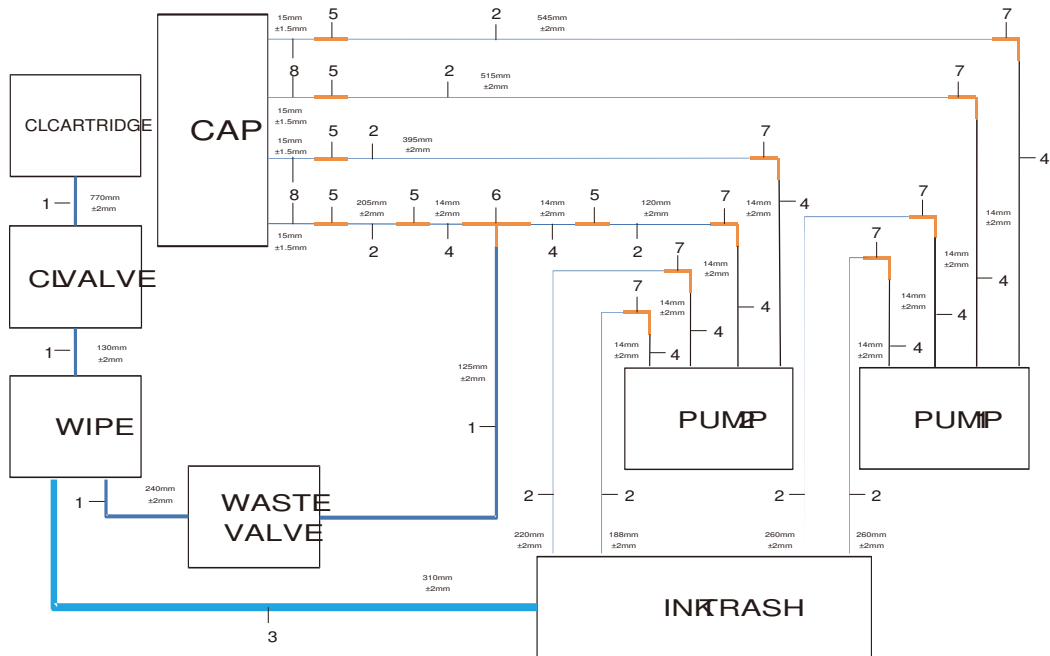 15mm
±1.5mm
5
2
545mm
±2mm
7
8
5
2
515mm
±2mm
7
15mm
±1.5mm
CLCARTRIDGE
CAP
15mm
±1.5mm
5
2
395mm
±2mm
7
4
1
770mm
±2mm
8
5
205mm
±2mm
5
14mm
±2mm
6
14mm
±2mm
5
120mm
±2mm
7
14mm
±2mm
4
7
14mm
±2mm
15mm
±1.5mm
2
4
4
2
CLVALVE
7
14mm
±2mm
7
14mm
±2mm
4
7
14mm
±2mm
4
14mm
±2mm
4
1
130mm
±2mm
14mm
±2mm
4
4
14mm
±2mm
4
4
125mm
±2mm
WIPE
PUMP2
PUMP1
1
1
240mm
±2mm
WASTE
VALVE
2
2
2
2
220mm
±2mm
188mm
±2mm
260mm
±2mm
260mm
±2mm
310mm
±2mm
INKTRASH
3